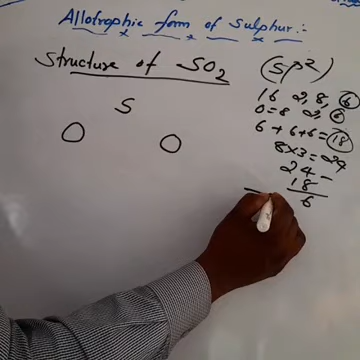 Allotrophic form of Sulphur:-
Structure of SO2 (SP2)
S
O O
16 2,8,6
O=8 2,6
6+6+6=18
8×3=24
24-
18
6